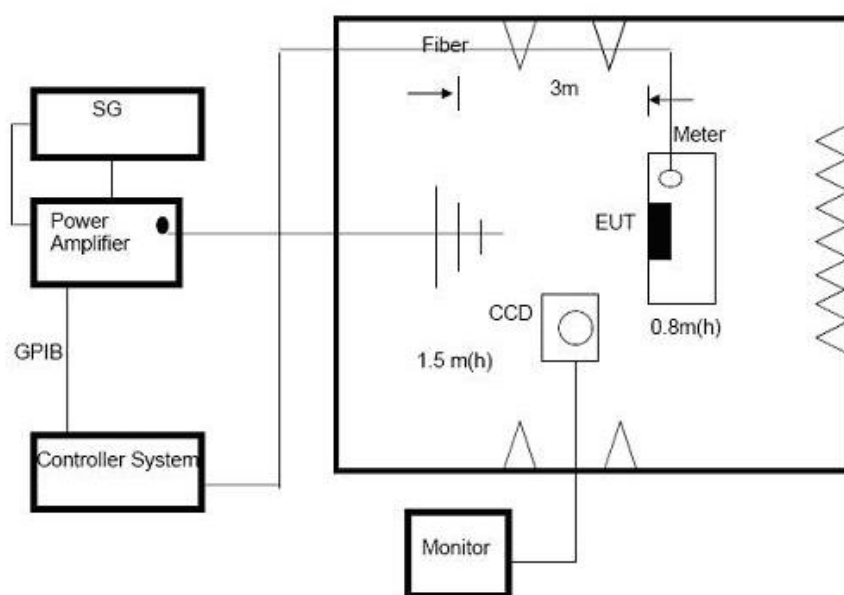 Fiber
SG
3m
Meter
Power
Amplifier
EUT
CCD
0.8m(h)
GPIB
1.5 m(h)
Controller System
Monitor